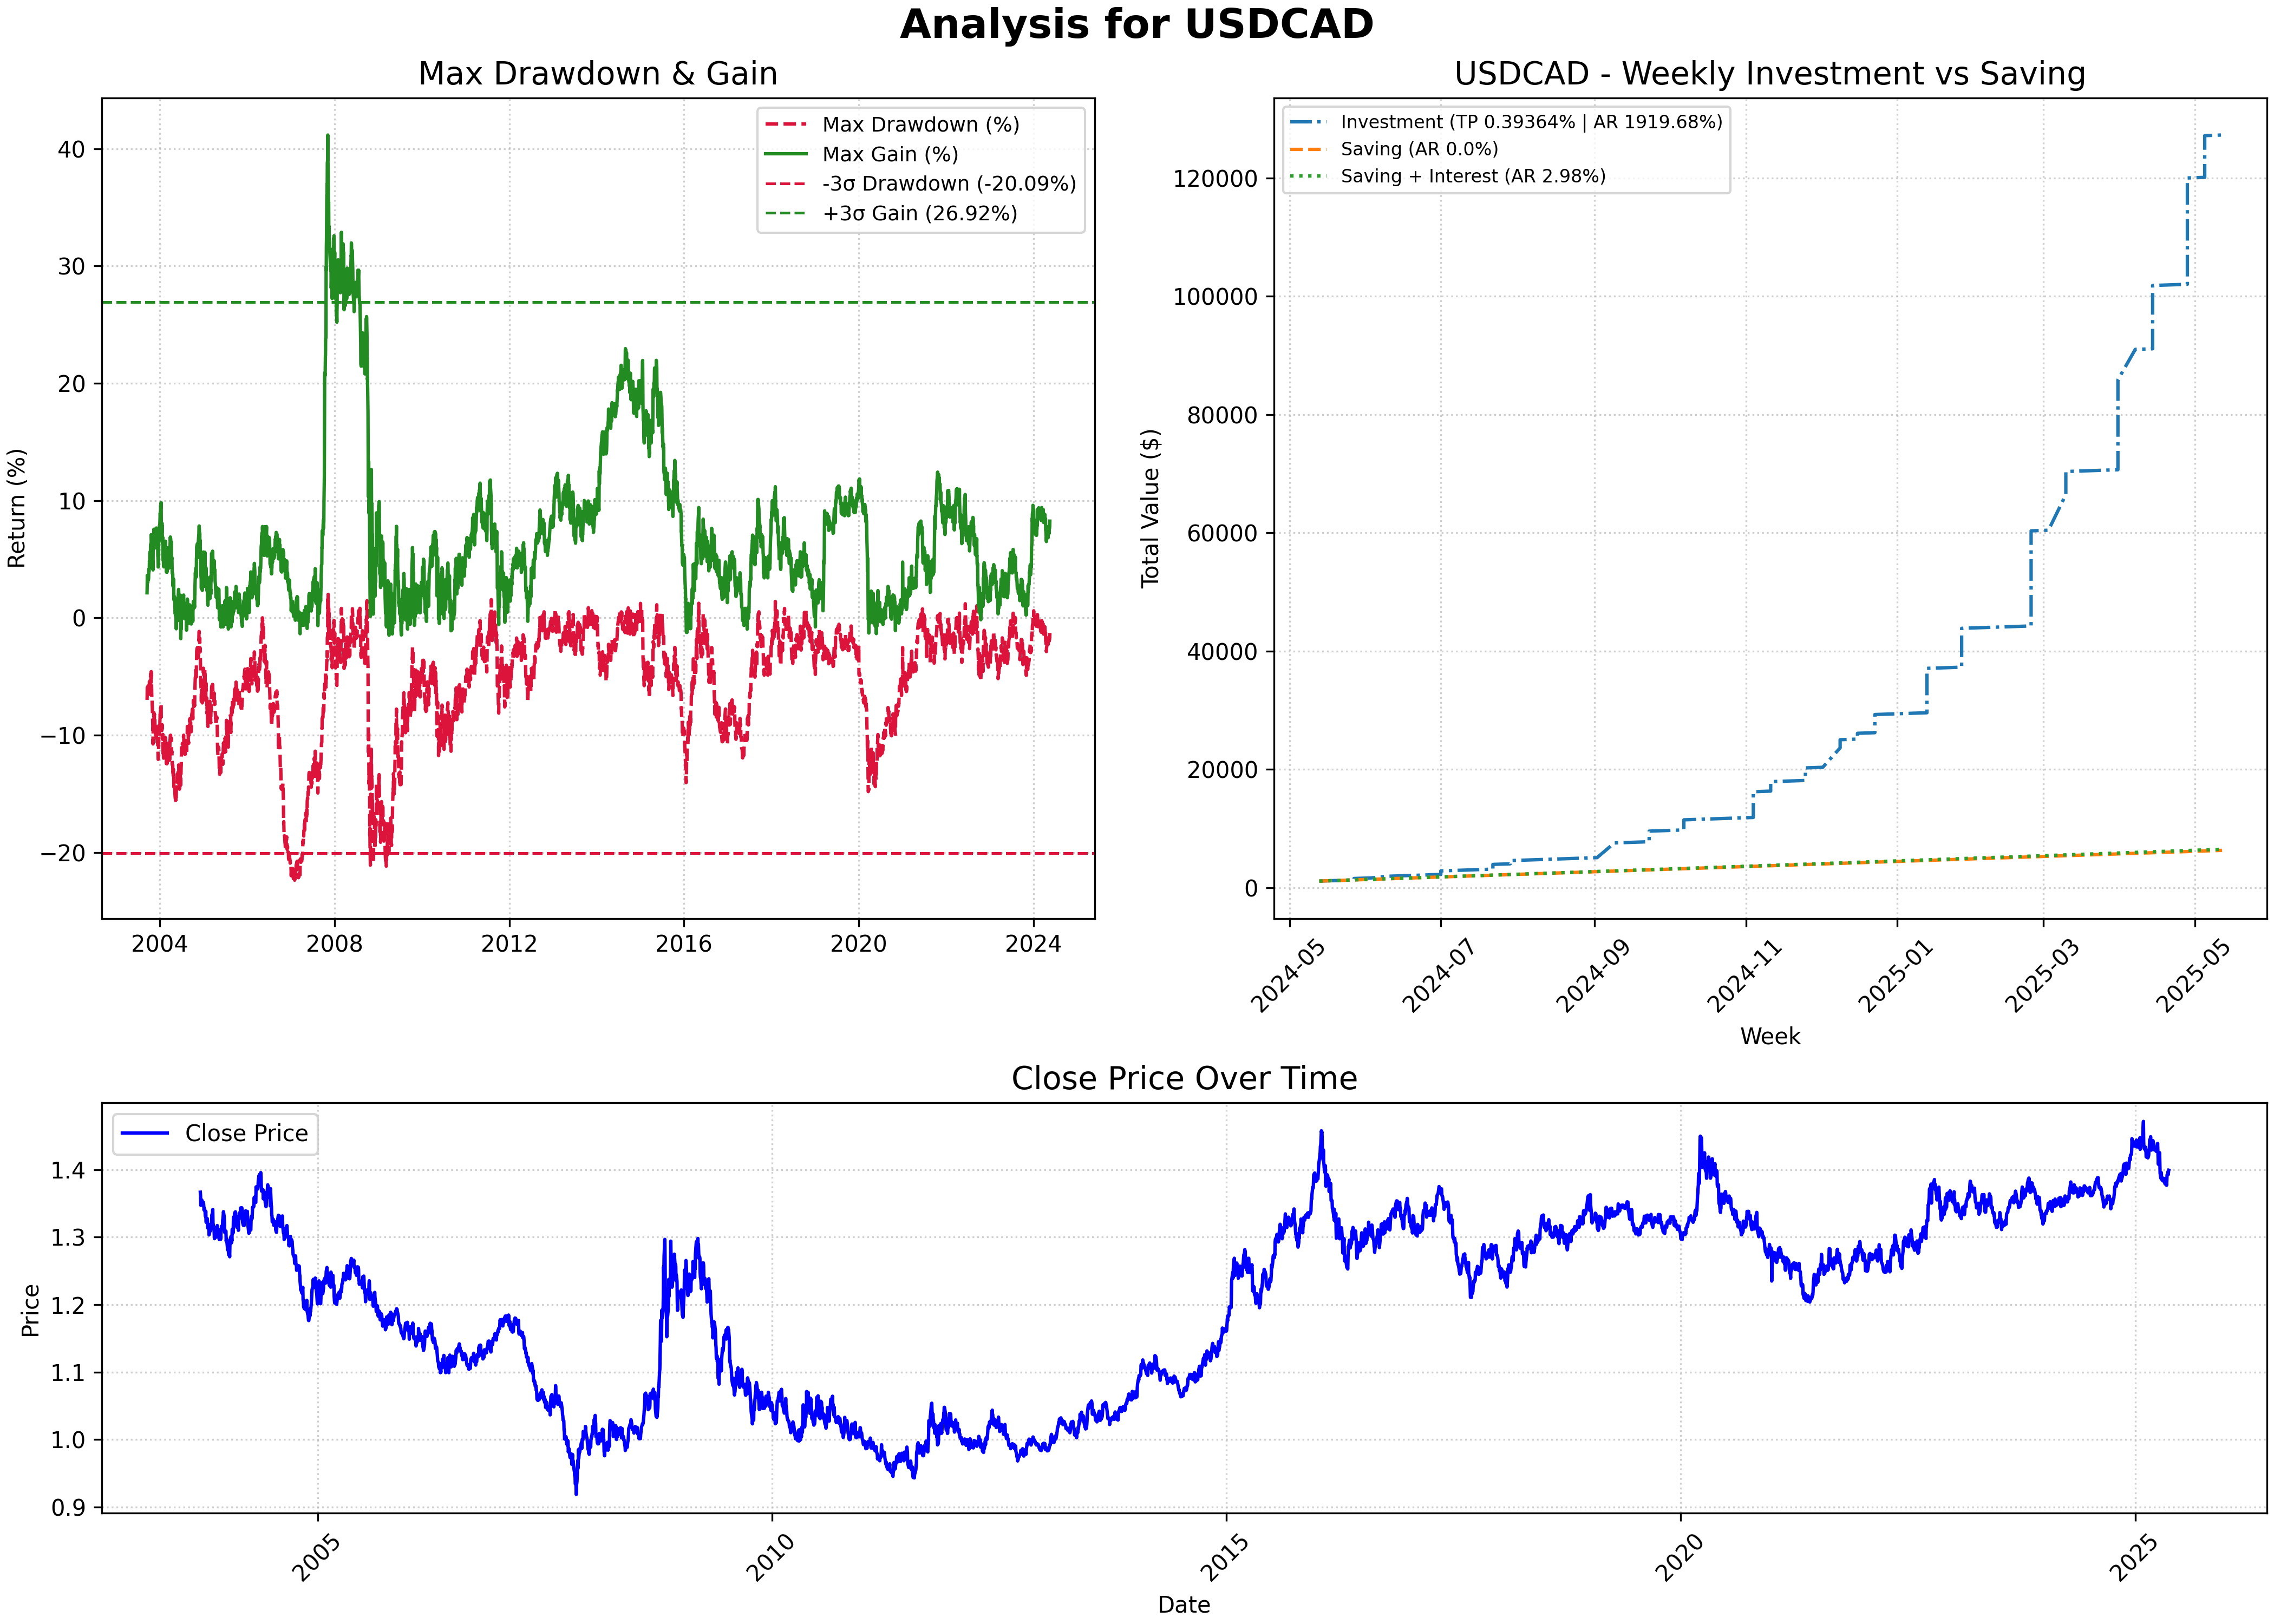 Analysis for USDCAD
Max Drawdown & Gain
Max Drawdown (%)
Max Gain (%)
-3σ Drawdown (-20.09%)
+3σ Gain (26.92%)
Return (%)
40
30
20
10
0
−10
−20
2004
2008
2012
2016
2020
2024
USDCAD - Weekly Investment vs Saving
Investment (TP 0.39364% | AR 1919.68%)
Saving (AR 0.0%)
Saving + Interest (AR 2.98%)
Total Value ($)
120000
100000
80000
60000
40000
20000
0
2024-05
2024-07
2024-09
2024-11
2025-01
2025-03
2025-05
Week
Close Price Over Time
Close Price
Price
1.4
1.3
1.2
1.1
1.0
0.9
2005
2010
2015
2020
2025
Date